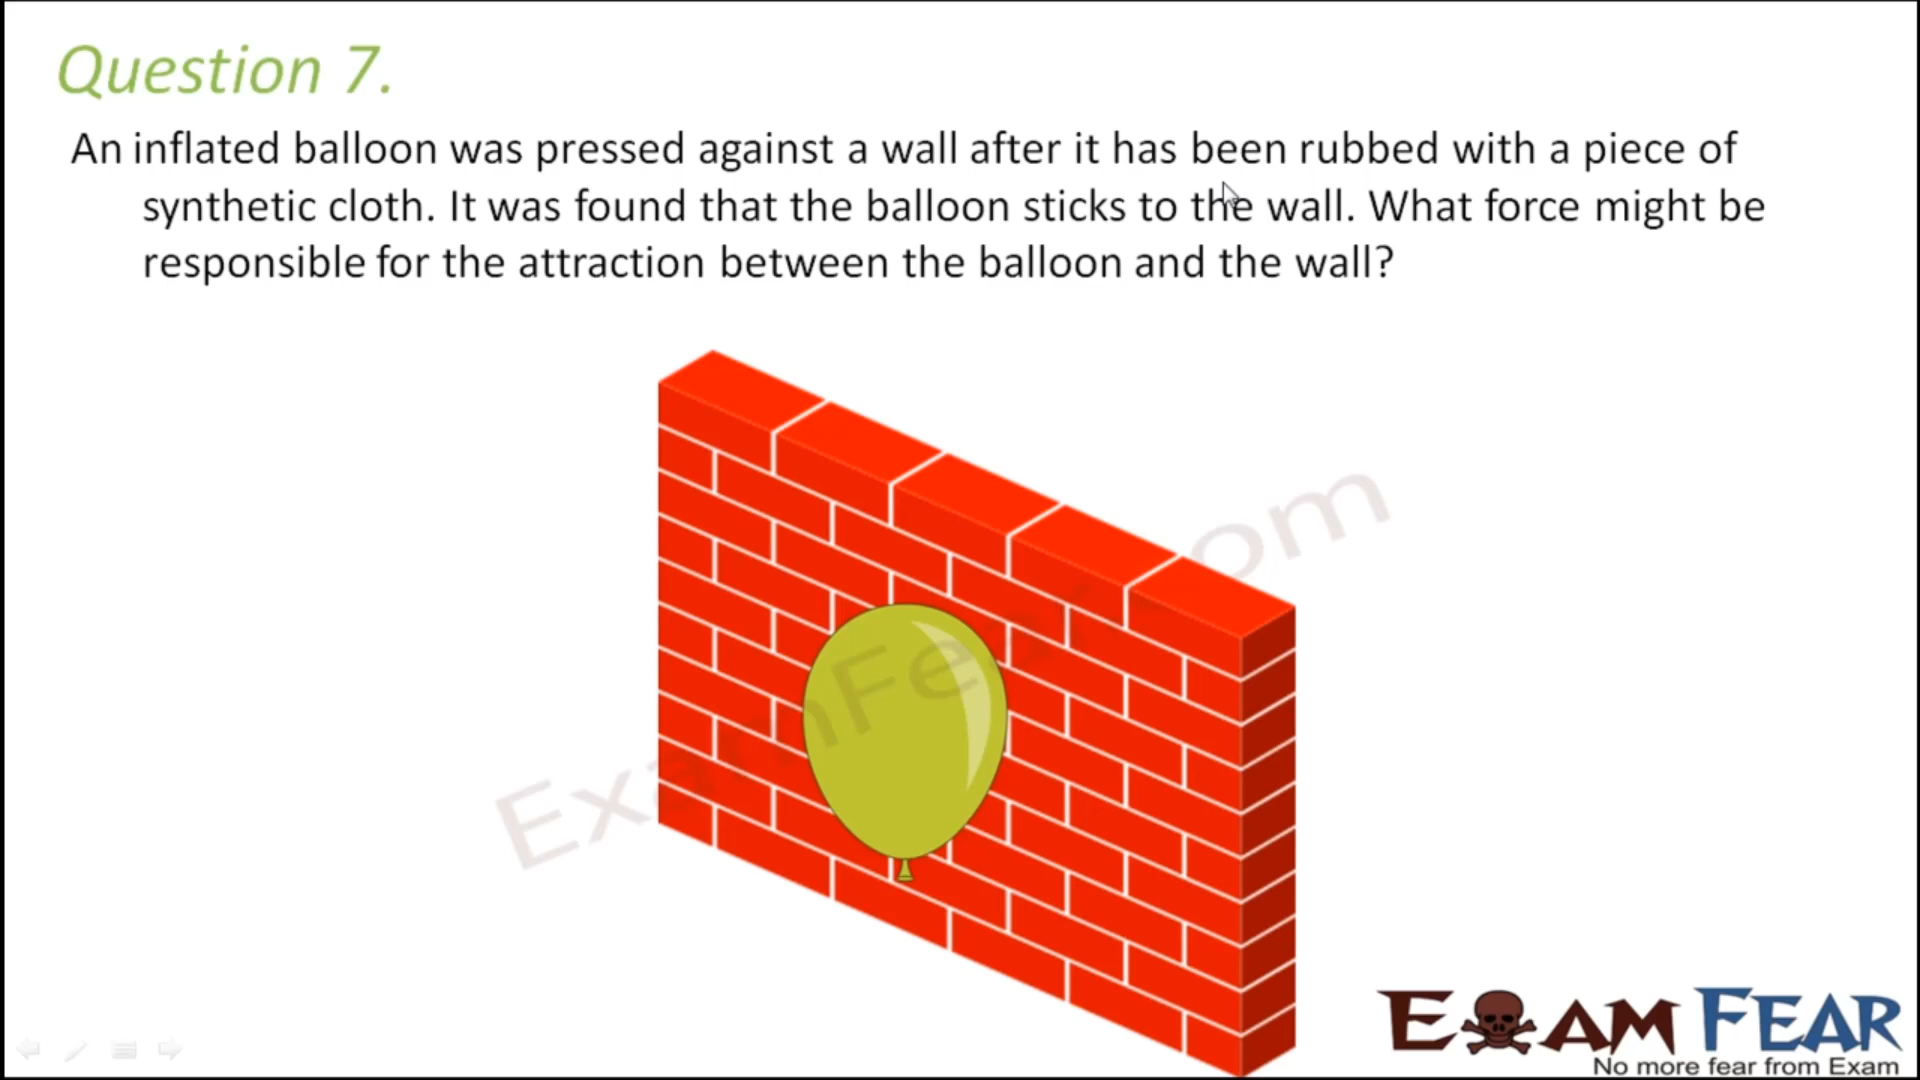 Question 7.
An inflated balloon was pressed against a wall after it has been rubbed with a piece of
synthetic cloth. It was found that the balloon sticks to the wall. What force might be
responsible for the attraction between the balloon and the wall?
ExamFear.com
EXAMFEAR
No more fear from Exam